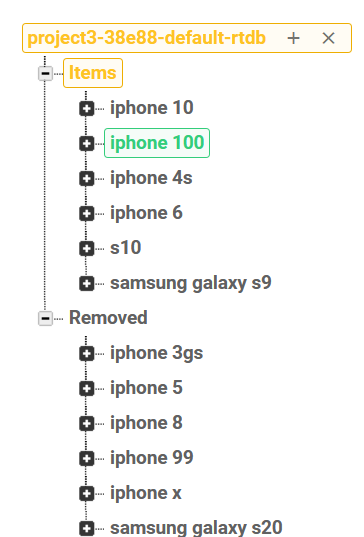 project3-38e88-default-rtdb
Items
iphone 10
iphone 100
iphone 4s
iphone 6
s10
samsung galaxy s9
Removed
iphone 3gs
iphone 5
iphone 8
iphone 99
iphone x
samsung galaxy s20